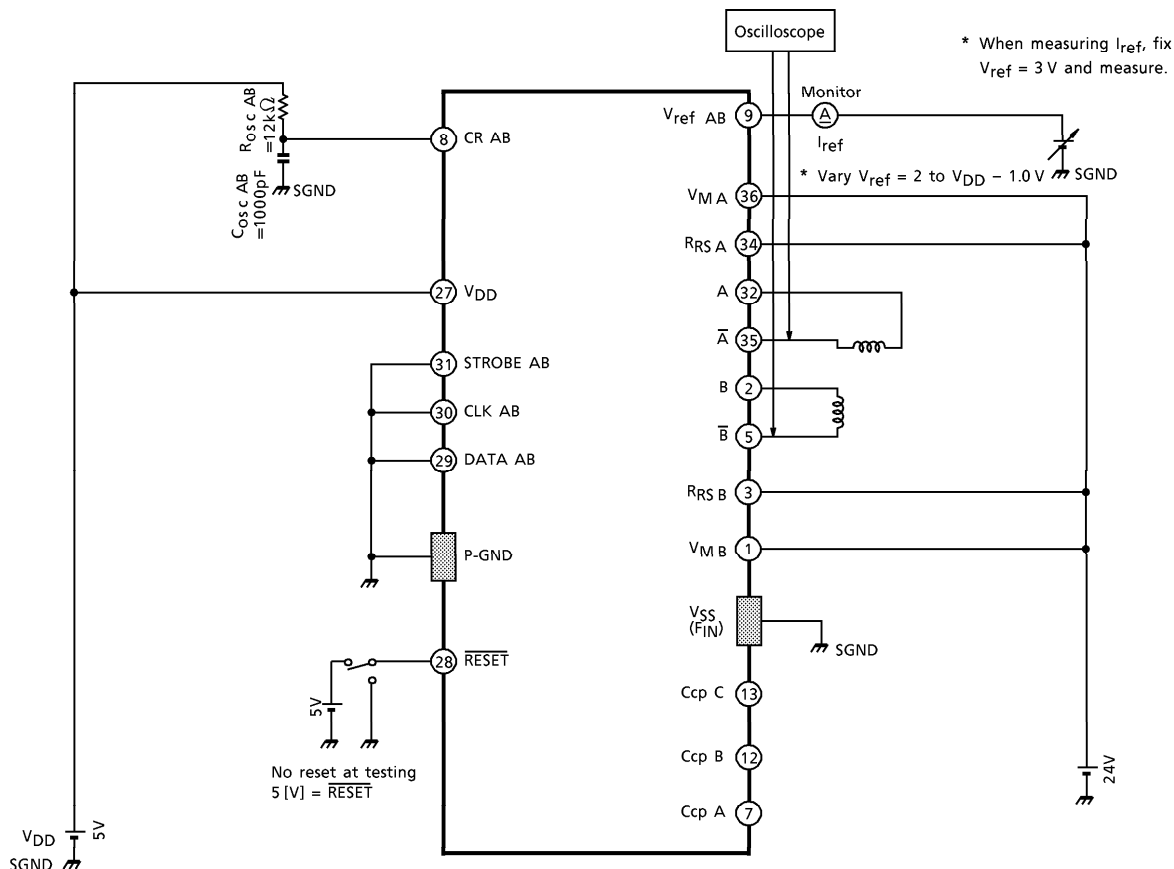 Oscilloscope
* When measuring Iref, fix
Vref = 3 V and measure.
Monitor
Vref AB
9
A
Iref
SGND
* Vary Vref = 2 to VDD – 1.0 V
Rosc AB
=12kΩ
Cosc AB
=1000pF
SGND
8
CR AB
VM A
36
RRS A
34
27
VDD
A
32
A̅
35
31
STROBE AB
B
2
30
CLK AB
B̅
5
29
DATA AB
RRS B
3
P-GND
VM B
1
VSS
(FIN)
SGND
28
R̅E̅S̅E̅T̅
5V
Ccp C
13
No reset at testing
5 [V] = R̅E̅S̅E̅T̅
Ccp B
12
24V
Ccp A
7
VDD
5V
SGND